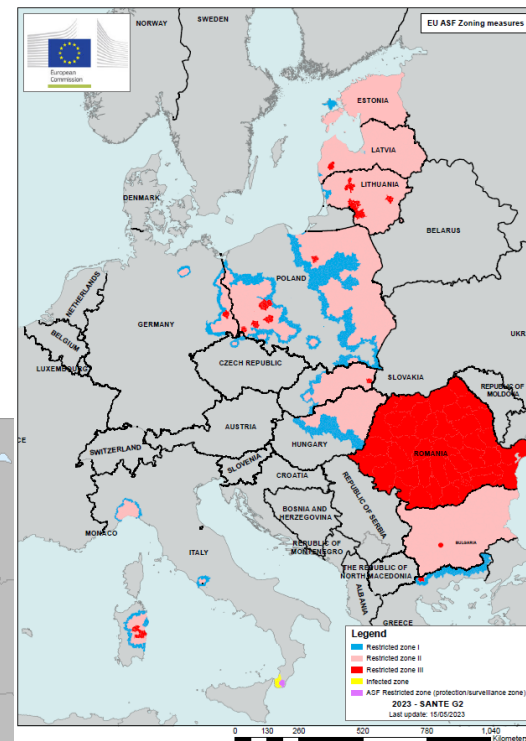 European
Commission
EU ASF Zoning measures
NORWAY
SWEDEN
ESTONIA
LATVIA
LITHUANIA
DENMARK
BELARUS
NETHERLANDS
POLAND
GERMANY
BELGIUM
LUXEMBOURG
UKR
CZECH REPUBLIC
SLOVAKIA
REPUBLIC OF
MOLDOVA
CE
AUSTRIA
HUNGARY
SWITZERLAND
SLOVENIA
ROMANIA
CROATIA
BOSNIA AND
HERZEGOVINA
REPUBLIC OF SERBIA
MONACO
REPUBLIC OF
MONTENEGRO
BULGARIA
ITALY
THE REPUBLIC OF
NORTH MACEDONIA
ALBANIA
GREECE
Legend
Restricted zone I
Restricted zone II
Restricted zone III
Infected zone
ASF Restricted zone (protection/surveillance zone)
2023 - SANTE G2
Last update: 15/05/2023
0 130 260 520 780 1,040
Kilometer